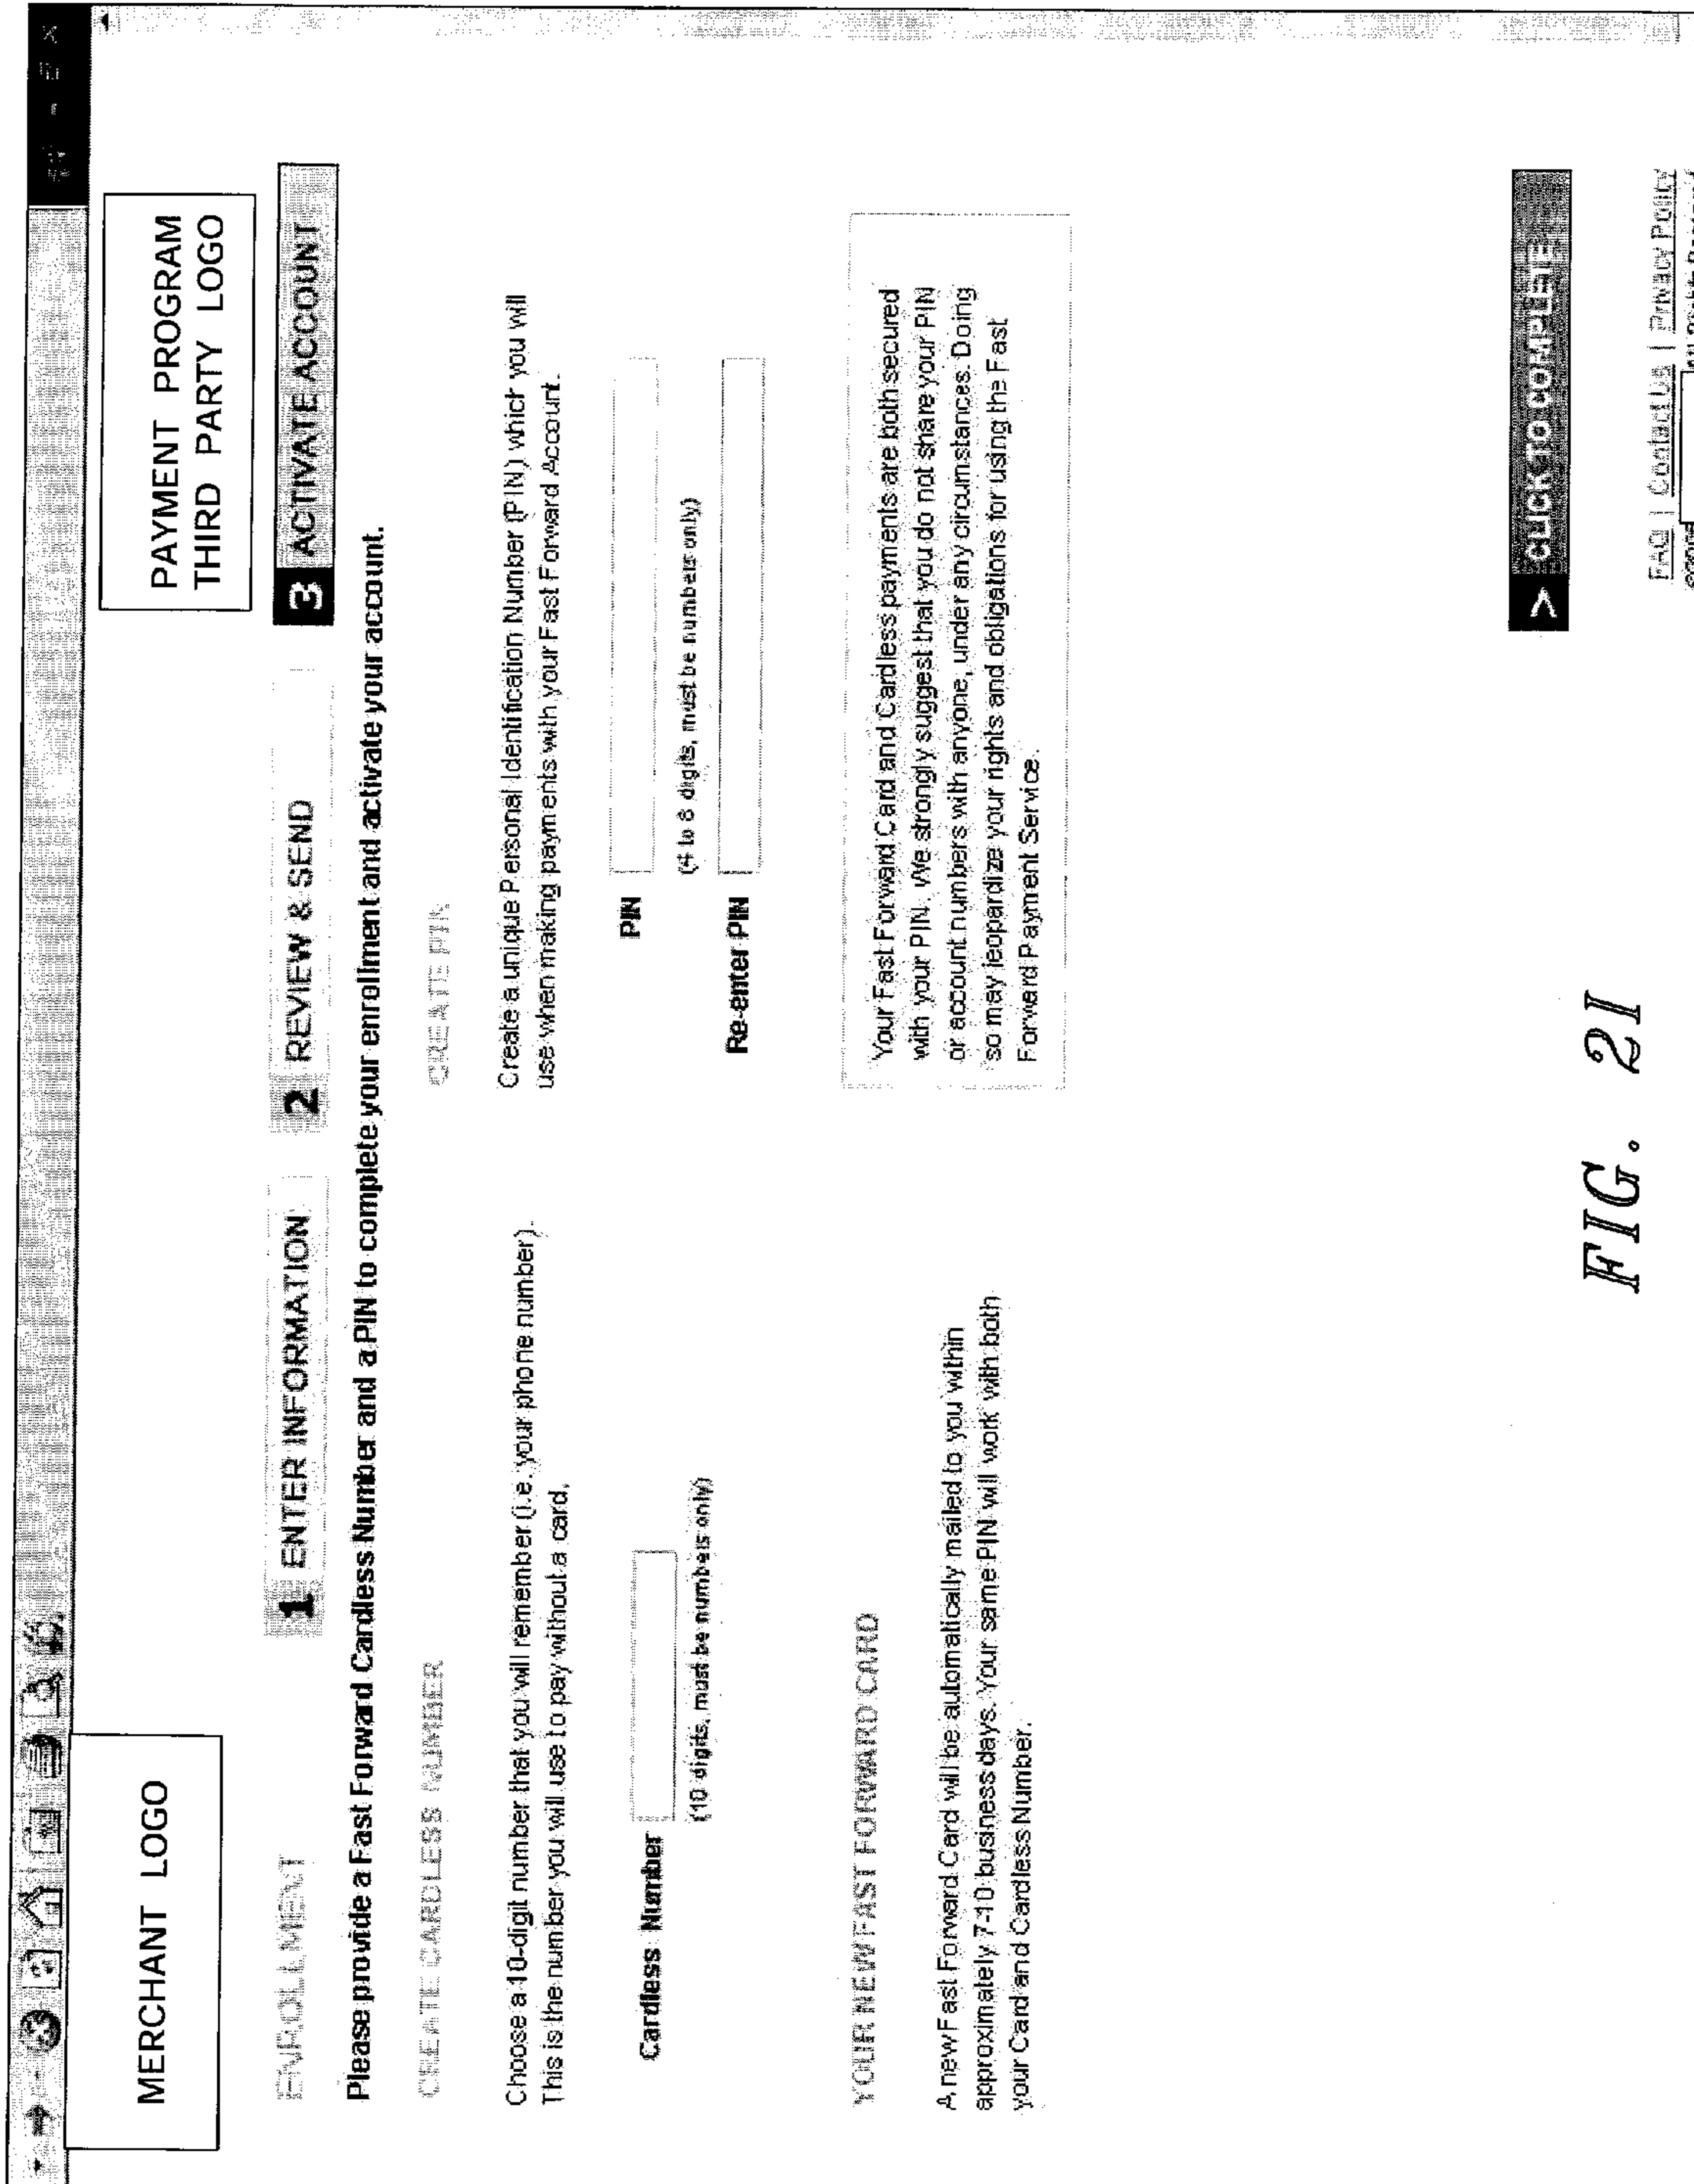 MERCHANT LOGO
PAYMENT PROGRAM
THIRD PARTY LOGO
ENROLLMENT
1 ENTER INFORMATION
2 REVIEW & SEND
3 ACTIVATE ACCOUNT
Please provide a Fast Forward Cardless Number and a PIN to complete your enrollment and activate your account.
CREATE CARDLESS NUMBER
Choose a 10-digit number that you will remember (i.e. your phone number).
This is the number you will use to pay without a card.
Cardless Number
(10 digits, must be numbers only)
CREATE PIN
Create a unique Personal Identification Number (PIN) which you will
use when making payments with your Fast Forward Account.
PIN
(4 to 8 digits, must be numbers only)
Re-enter PIN
YOUR NEW FAST FORWARD CARD
A new Fast Forward Card will be automatically mailed to you within
approximately 7-10 business days. Your same PIN will work with both
your Card and Cardless Number.
Your Fast Forward Card and Cardless payments are both secured
with your PIN. We strongly suggest that you do not share your PIN
or account numbers with anyone, under any circumstances. Doing
so may jeopardize your rights and obligations for using the Fast
Forward Payment Service.
> CLICK TO COMPLETE
FAQ | Contact Us | Privacy Policy
FIG. 2I